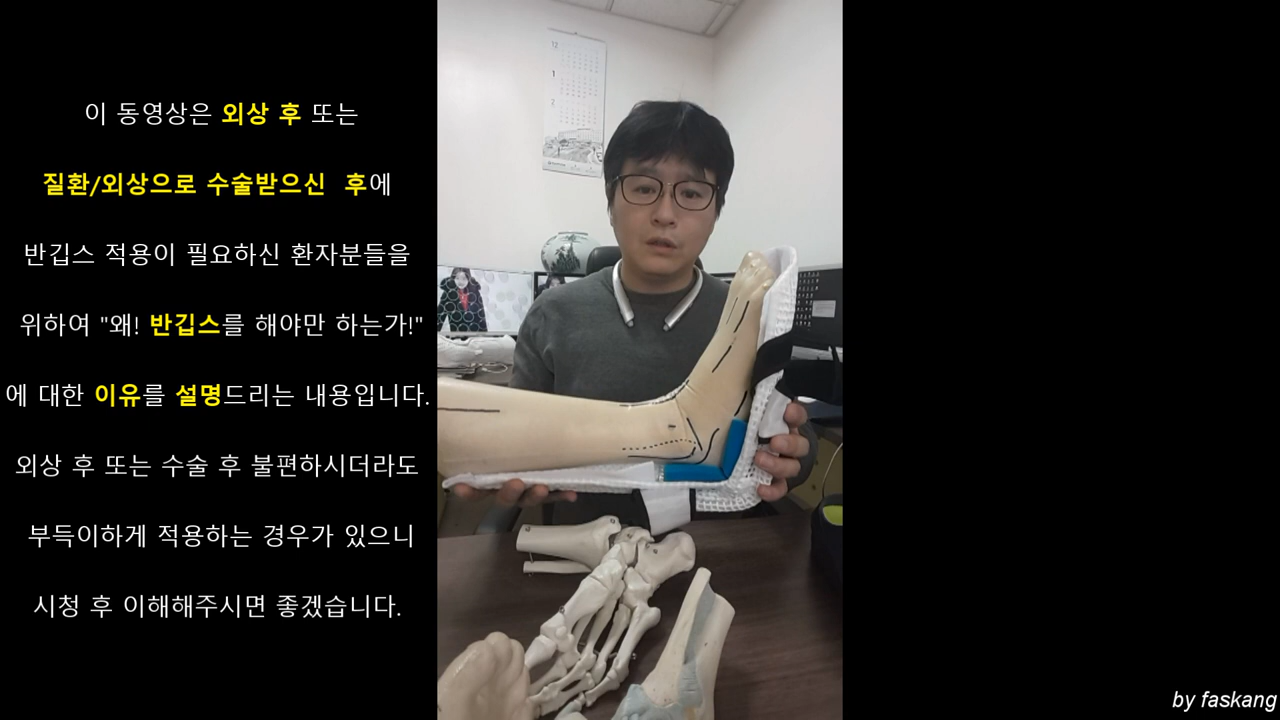 이 동영상은 외상 후 또는
질환/외상으로 수술받으신 후에
반깁스 적용이 필요하신 환자분들을
위하여 "왜! 반깁스를 해야만 하는가!"
에 대한 이유를 설명드리는 내용입니다.
외상 후 또는 수술 후 불편하시더라도
부득이하게 적용하는 경우가 있으니
시청 후 이해해주시면 좋겠습니다.
12
1
2
by faskang